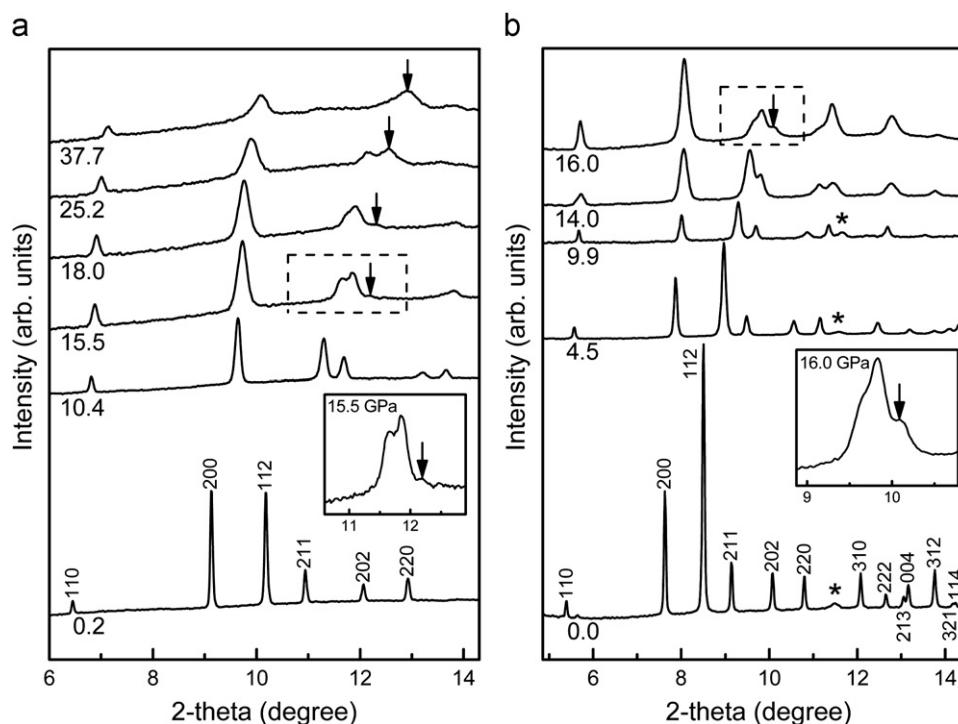 a
Intensity (arb. units)
37.7
25.2
18.0
15.5
10.4
15.5 GPa
11 12
110 200 112 211 202 220
0.2
6 8 10 12 14
2-theta (degree)
b
Intensity (arb. units)
16.0
14.0
9.9
*
4.5
*
16.0 GPa
9 10
110 200 112 211 202 220 * 310 222 213 004 312 321 114
0.0
6 8 10 12 14
2-theta (degree)